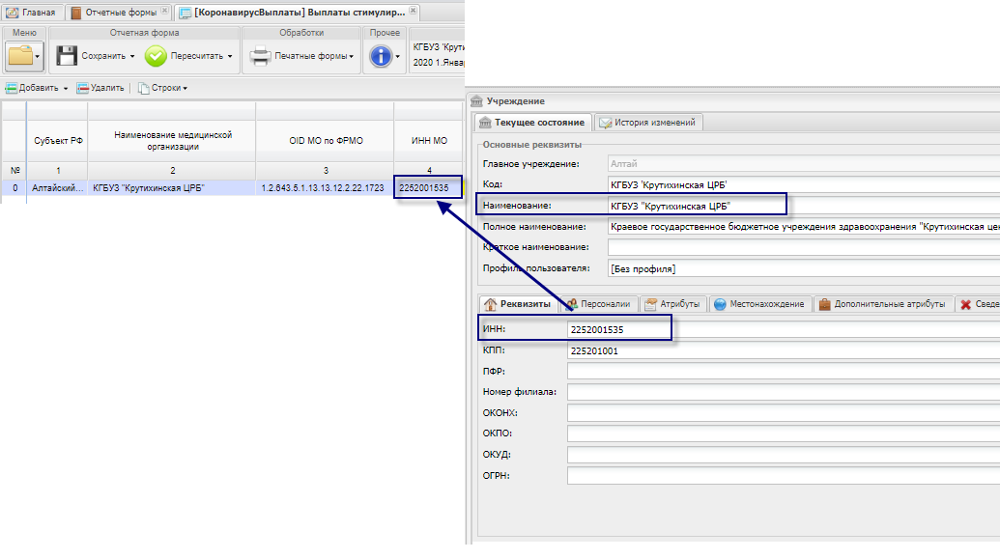 Главная
Отчетные формы
[КоронавирусВыплаты] Выплаты стимулир...
Меню
Отчетная форма
Обработки
Прочее
Сохранить
Пересчитать
Печатные формы
КГБУЗ 'Крути
2020 1.Январ
Добавить
Удалить
Строки
Субъект РФ
Наименование медицинской
организации
OID МО по ФРМО
ИНН МО
№ 1 2 3 4
0 Алтайский... КГБУЗ "Крутихинская ЦРБ" 1.2.643.5.1.13.13.12.2.22.1723 2252001535
Учреждение
Текущее состояние
История изменений
Основные реквизиты
Главное учреждение: Алтай
Код: КГБУЗ 'Крутихинская ЦРБ'
Наименование: КГБУЗ "Крутихинская ЦРБ"
Полное наименование: Краевое государственное бюджетное учреждения здравоохранения "Крутихинская цен
Краткое наименование:
Профиль пользователя: [Без профиля]
Реквизиты
Персоналии
Атрибуты
Местонахождение
Дополнительные атрибуты
Сведе
ИНН: 2252001535
КПП: 225201001
ПФР:
Номер филиала:
ОКОНХ:
ОКПО:
ОКУД:
ОГРН: